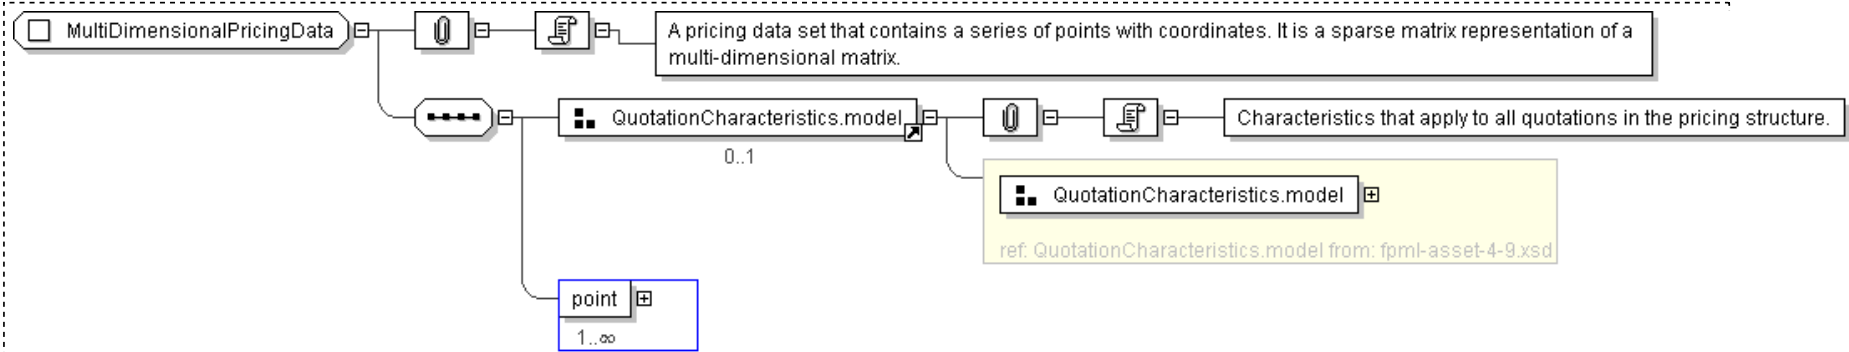 MultiDimensionalPricingData
A pricing data set that contains a series of points with coordinates. It is a sparse matrix representation of a
multi-dimensional matrix.
QuotationCharacteristics.model
0..1
Characteristics that apply to all quotations in the pricing structure.
QuotationCharacteristics.model
ref: QuotationCharacteristics.model from: fpml-asset-4-9.xsd
point
1..∞